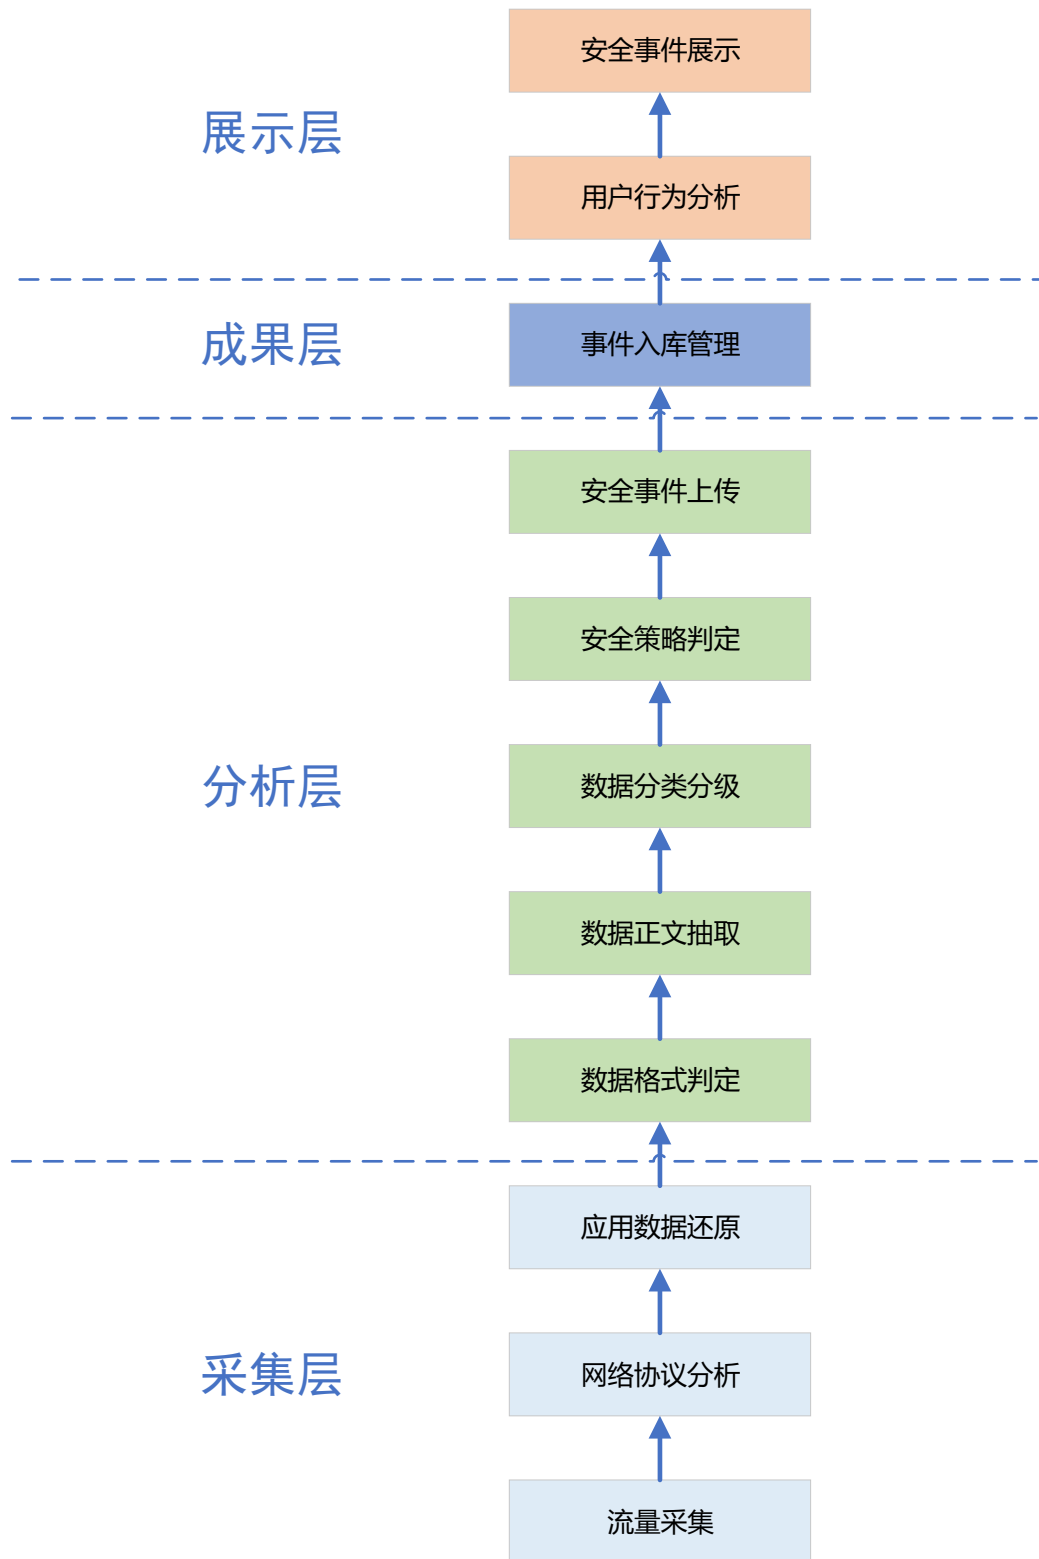 安全事件展示
展示层
用户行为分析
成果层
事件入库管理
安全事件上传
安全策略判定
分析层
数据分类分级
数据正文抽取
数据格式判定
应用数据还原
采集层
网络协议分析
流量采集